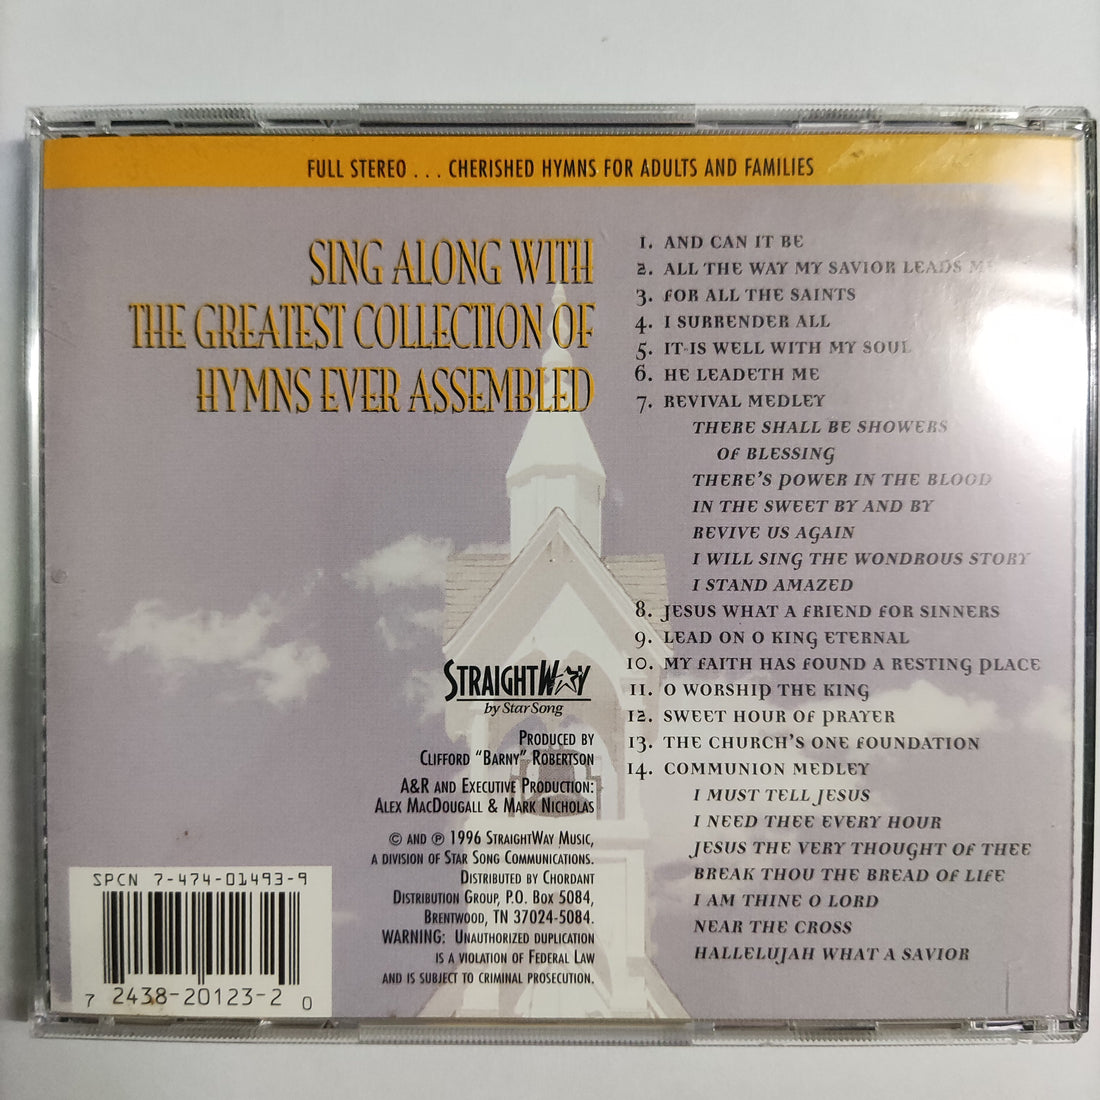 FULL STEREO . . . CHERISHED HYMNS FOR ADULTS AND FAMILIES
SING ALONG WITH
THE GREATEST COLLECTION OF
HYMNS EVER ASSEMBLED
1. AND CAN IT BE
2. ALL THE WAY MY SAVIOR LEADS ME
3. FOR ALL THE SAINTS
4. I SURRENDER ALL
5. IT IS WELL WITH MY SOUL
6. HE LEADETH ME
7. REVIVAL MEDLEY
THERE SHALL BE SHOWERS
OF BLESSING
THERE'S POWER IN THE BLOOD
IN THE SWEET BY AND BY
REVIVE US AGAIN
I WILL SING THE WONDROUS STORY
I STAND AMAZED
8. JESUS WHAT A FRIEND FOR SINNERS
9. LEAD ON O KING ETERNAL
10. MY FAITH HAS FOUND A RESTING PLACE
11. O WORSHIP THE KING
12. SWEET HOUR OF PRAYER
13. THE CHURCH'S ONE FOUNDATION
14. COMMUNION MEDLEY
I MUST TELL JESUS
I NEED THEE EVERY HOUR
JESUS THE VERY THOUGHT OF THEE
BREAK THOU THE BREAD OF LIFE
I AM THINE O LORD
NEAR THE CROSS
HALLELUJAH WHAT A SAVIOR
STRAIGHTWAY
by Star Song
PRODUCED BY
CLIFFORD "BARNY" ROBERTSON
A&R AND EXECUTIVE PRODUCTION:
ALEX MACDOUGALL & MARK NICHOLAS
© AND ℗ 1996 STRAIGHTWAY MUSIC,
A DIVISION OF STAR SONG COMMUNICATIONS.
DISTRIBUTED BY CHORDANT
DISTRIBUTION GROUP, P.O. BOX 5084,
BRENTWOOD, TN 37024-5084.
WARNING: UNAUTHORIZED DUPLICATION
IS A VIOLATION OF FEDERAL LAW
AND IS SUBJECT TO CRIMINAL PROSECUTION.
SPCN 7-474-01493-9
7 2438-20123-2 0